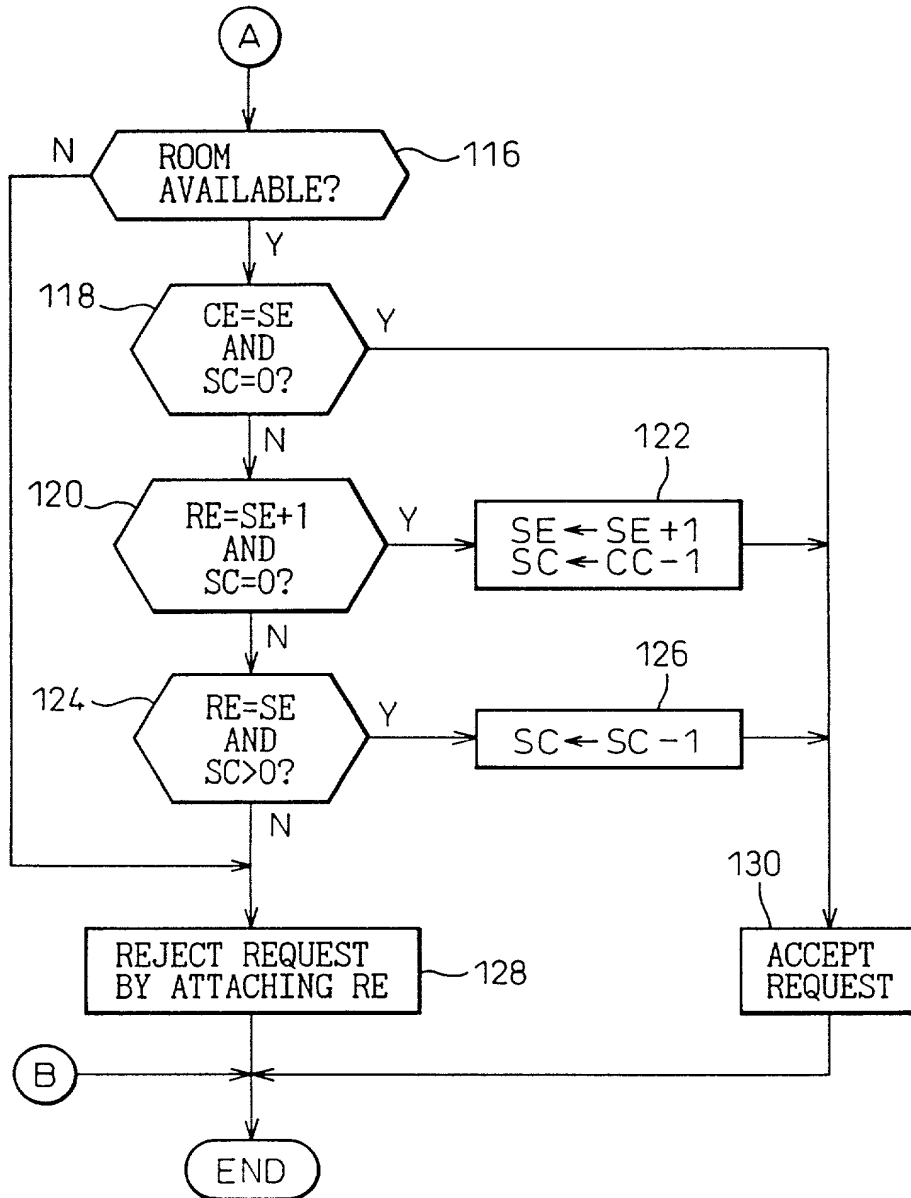 A
N
ROOM
AVAILABLE?
116
Y
118
CE=SE
AND
SC=0?
Y
N
120
RE=SE+1
AND
SC=0?
Y
122
SE←SE+1
SC←CC-1
N
124
RE=SE
AND
SC>0?
Y
126
SC←SC-1
N
REJECT REQUEST
BY ATTACHING RE
128
130
ACCEPT
REQUEST
B
END